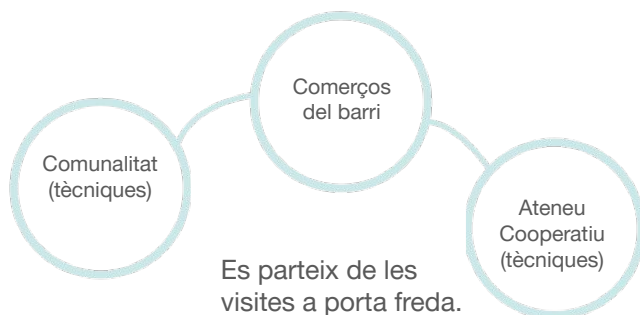 Comerços
del barri
Comunalitat
(tècniques)
Ateneu
Cooperatiu
(tècniques)
Es parteix de les
visites a porta freda.